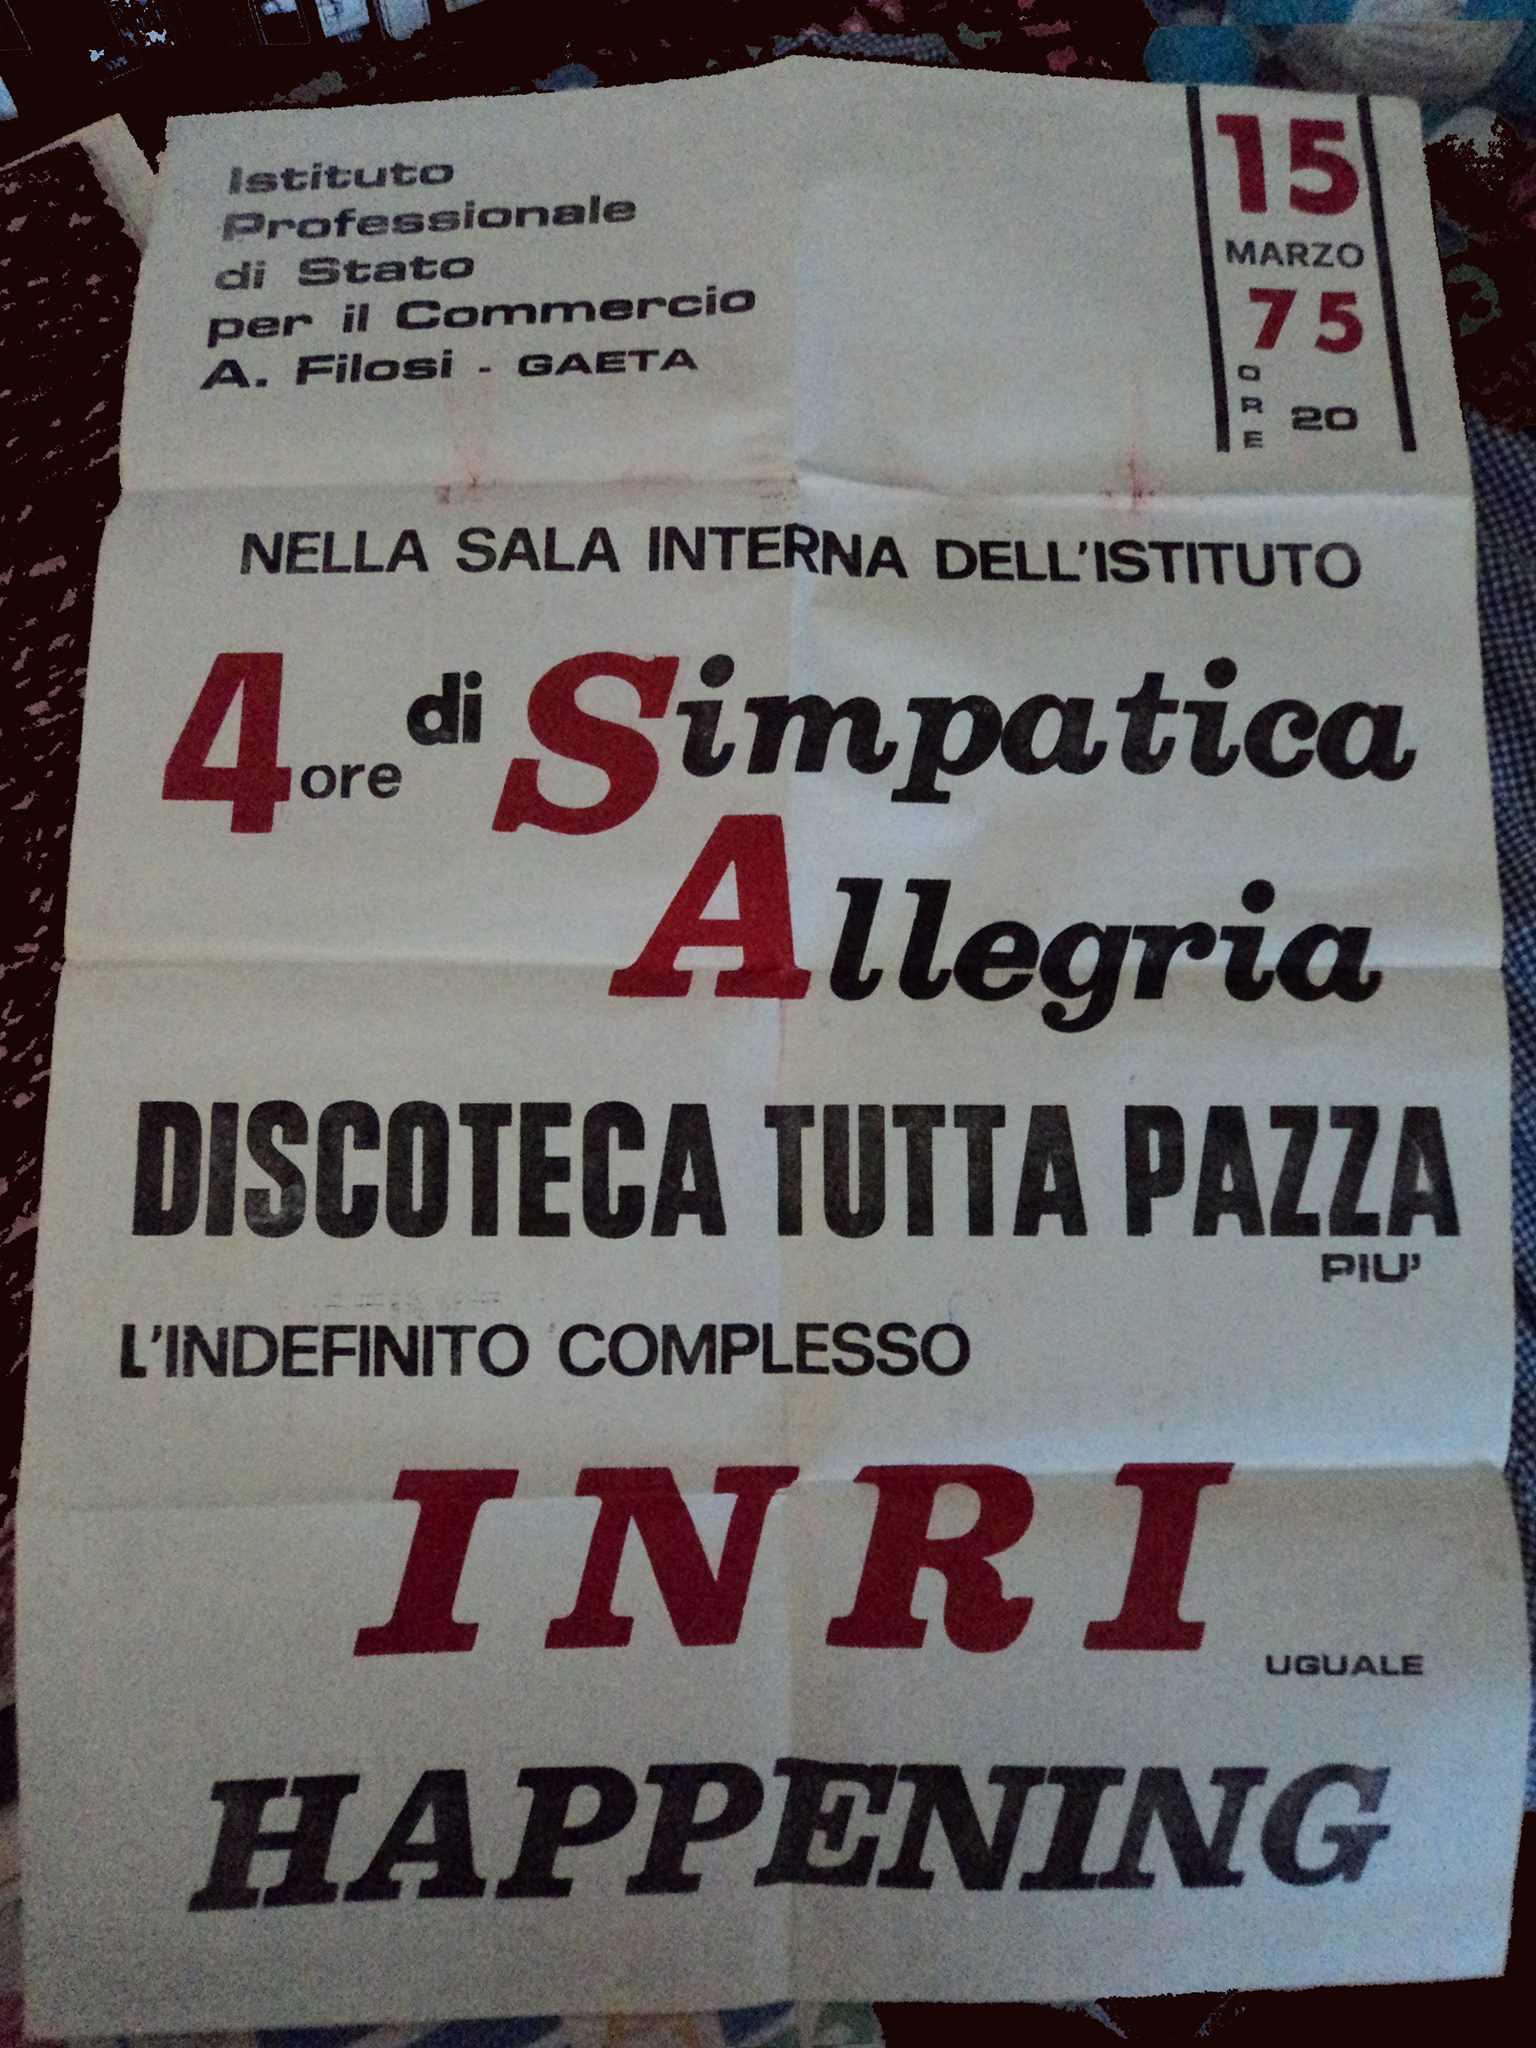 Istituto
Professionale
di Stato
per il Commercio
A. Filosi - GAETA
15
MARZO
75
ORE 20
NELLA SALA INTERNA DELL'ISTITUTO
4 ore di Simpatica
Allegria
DISCOTECA TUTTA PAZZA
PIU'
L'INDEFINITO COMPLESSO
INRI
UGUALE
HAPPENING